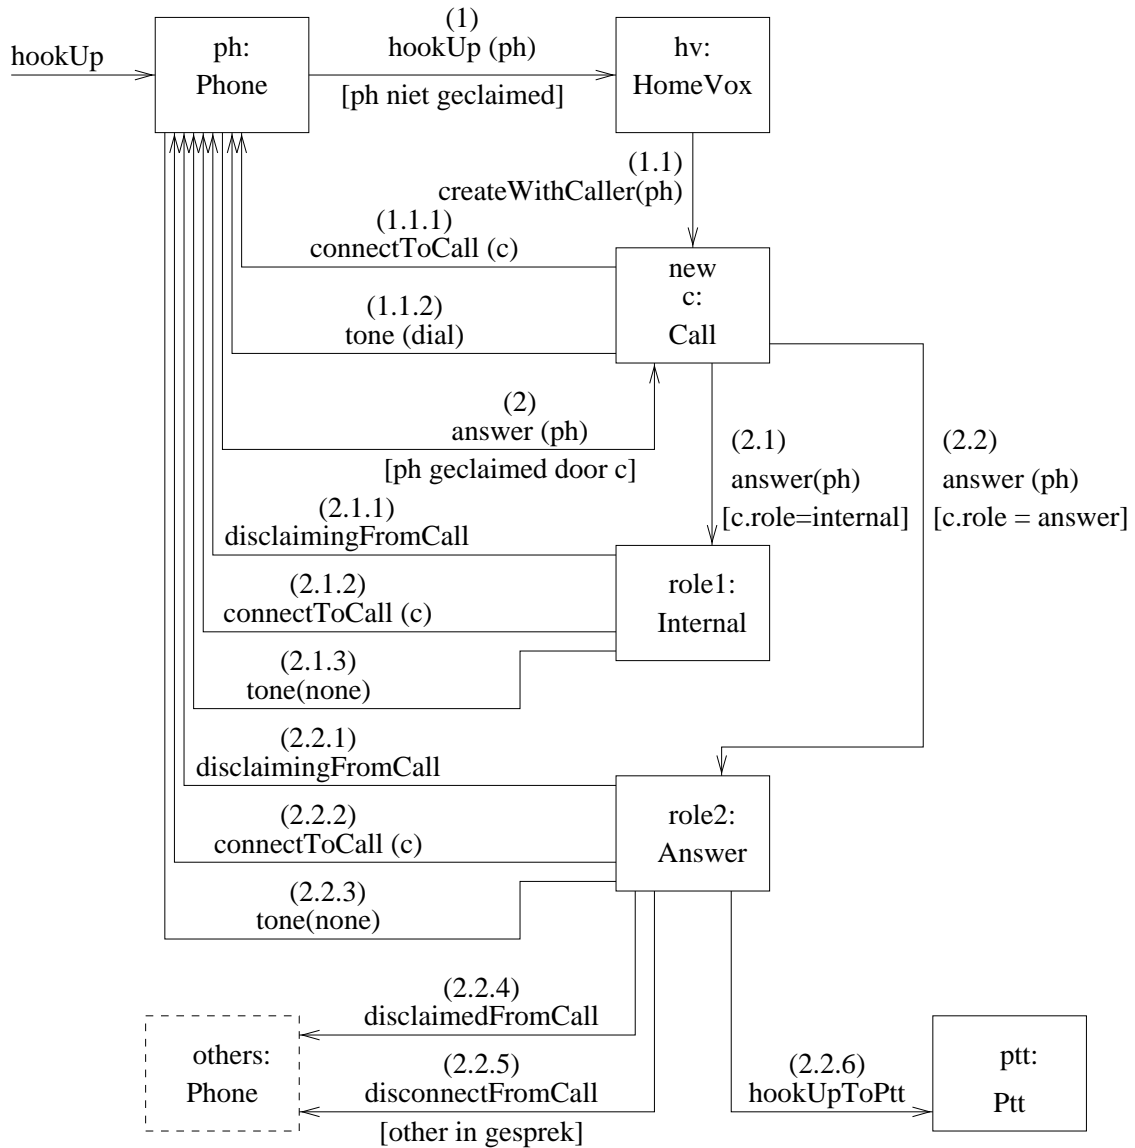 (1)
hookUp
ph:
Phone
hookUp (ph)
[ph niet geclaimed]
hv:
HomeVox
(1.1)
createWithCaller(ph)
(1.1.1)
connectToCall (c)
new
c:
Call
(1.1.2)
tone (dial)
(2)
answer (ph)
[ph geclaimed door c]
(2.1)
answer(ph)
[c.role=internal]
(2.2)
answer (ph)
[c.role = answer]
(2.1.1)
disclaimingFromCall
(2.1.2)
connectToCall (c)
role1:
Internal
(2.1.3)
tone(none)
(2.2.1)
disclaimingFromCall
(2.2.2)
connectToCall (c)
role2:
Answer
(2.2.3)
tone(none)
(2.2.4)
disclaimedFromCall
others:
Phone
(2.2.5)
disconnectFromCall
[other in gesprek]
(2.2.6)
hookUpToPtt
ptt:
Ptt